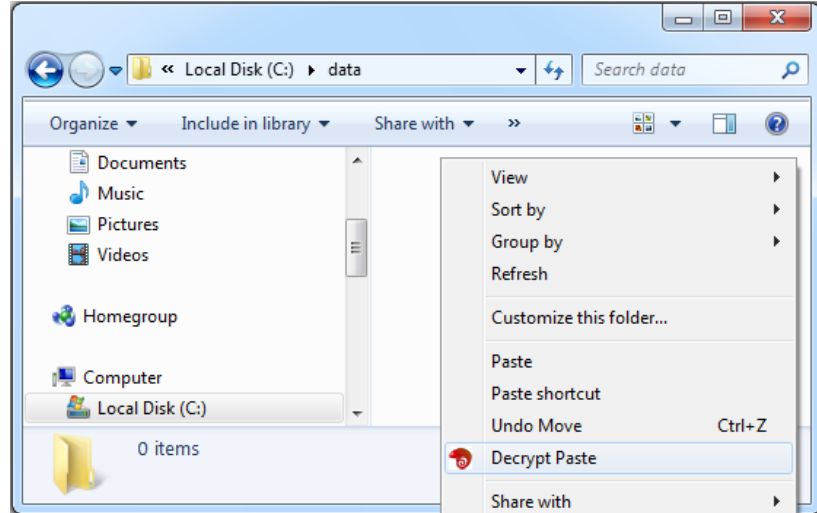 « Local Disk (C:) ▸ data
Search data
Organize
Include in library
Share with
»
Documents
Music
Pictures
Videos
Homegroup
Computer
Local Disk (C:)
0 items
View
Sort by
Group by
Refresh
Customize this folder...
Paste
Paste shortcut
Undo Move Ctrl+Z
Decrypt Paste
Share with